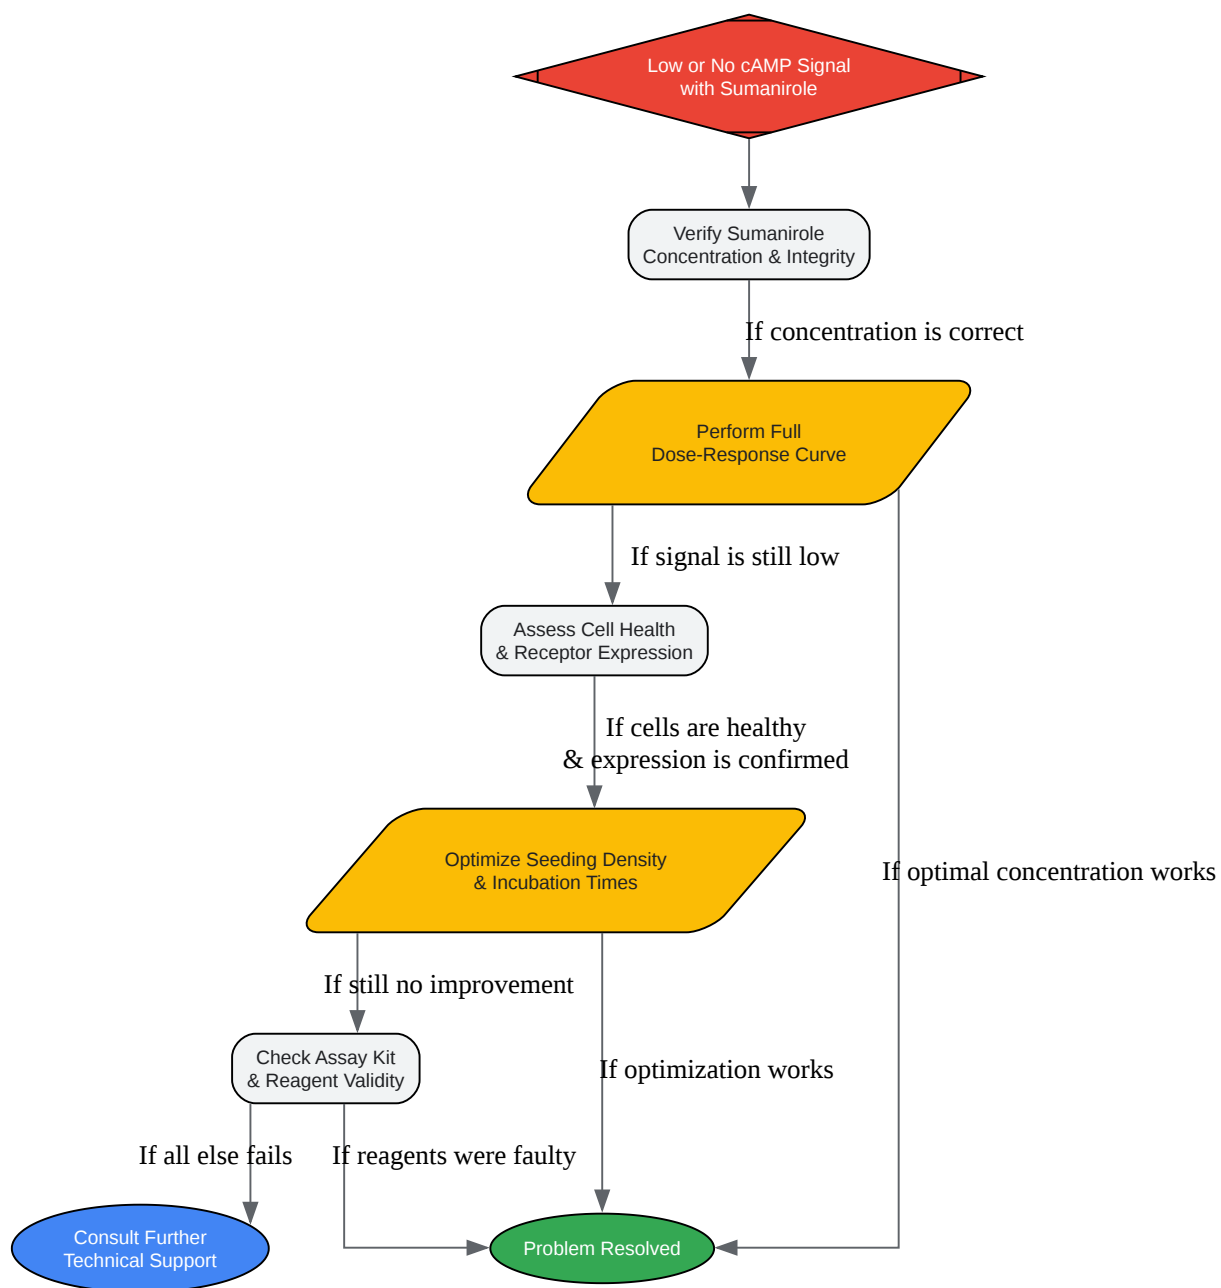 Low or No cAMP Signal
with Sumanirole
Verify Sumanirole
Concentration & Integrity
If concentration is correct
Perform Full
Dose-Response Curve
If signal is still low
Assess Cell Health
& Receptor Expression
If cells are healthy
& expression is confirmed
Optimize Seeding Density
& Incubation Times
If optimal concentration works
If still no improvement
Check Assay Kit
& Reagent Validity
If optimization works
If all else fails
If reagents were faulty
Consult Further
Technical Support
Problem Resolved